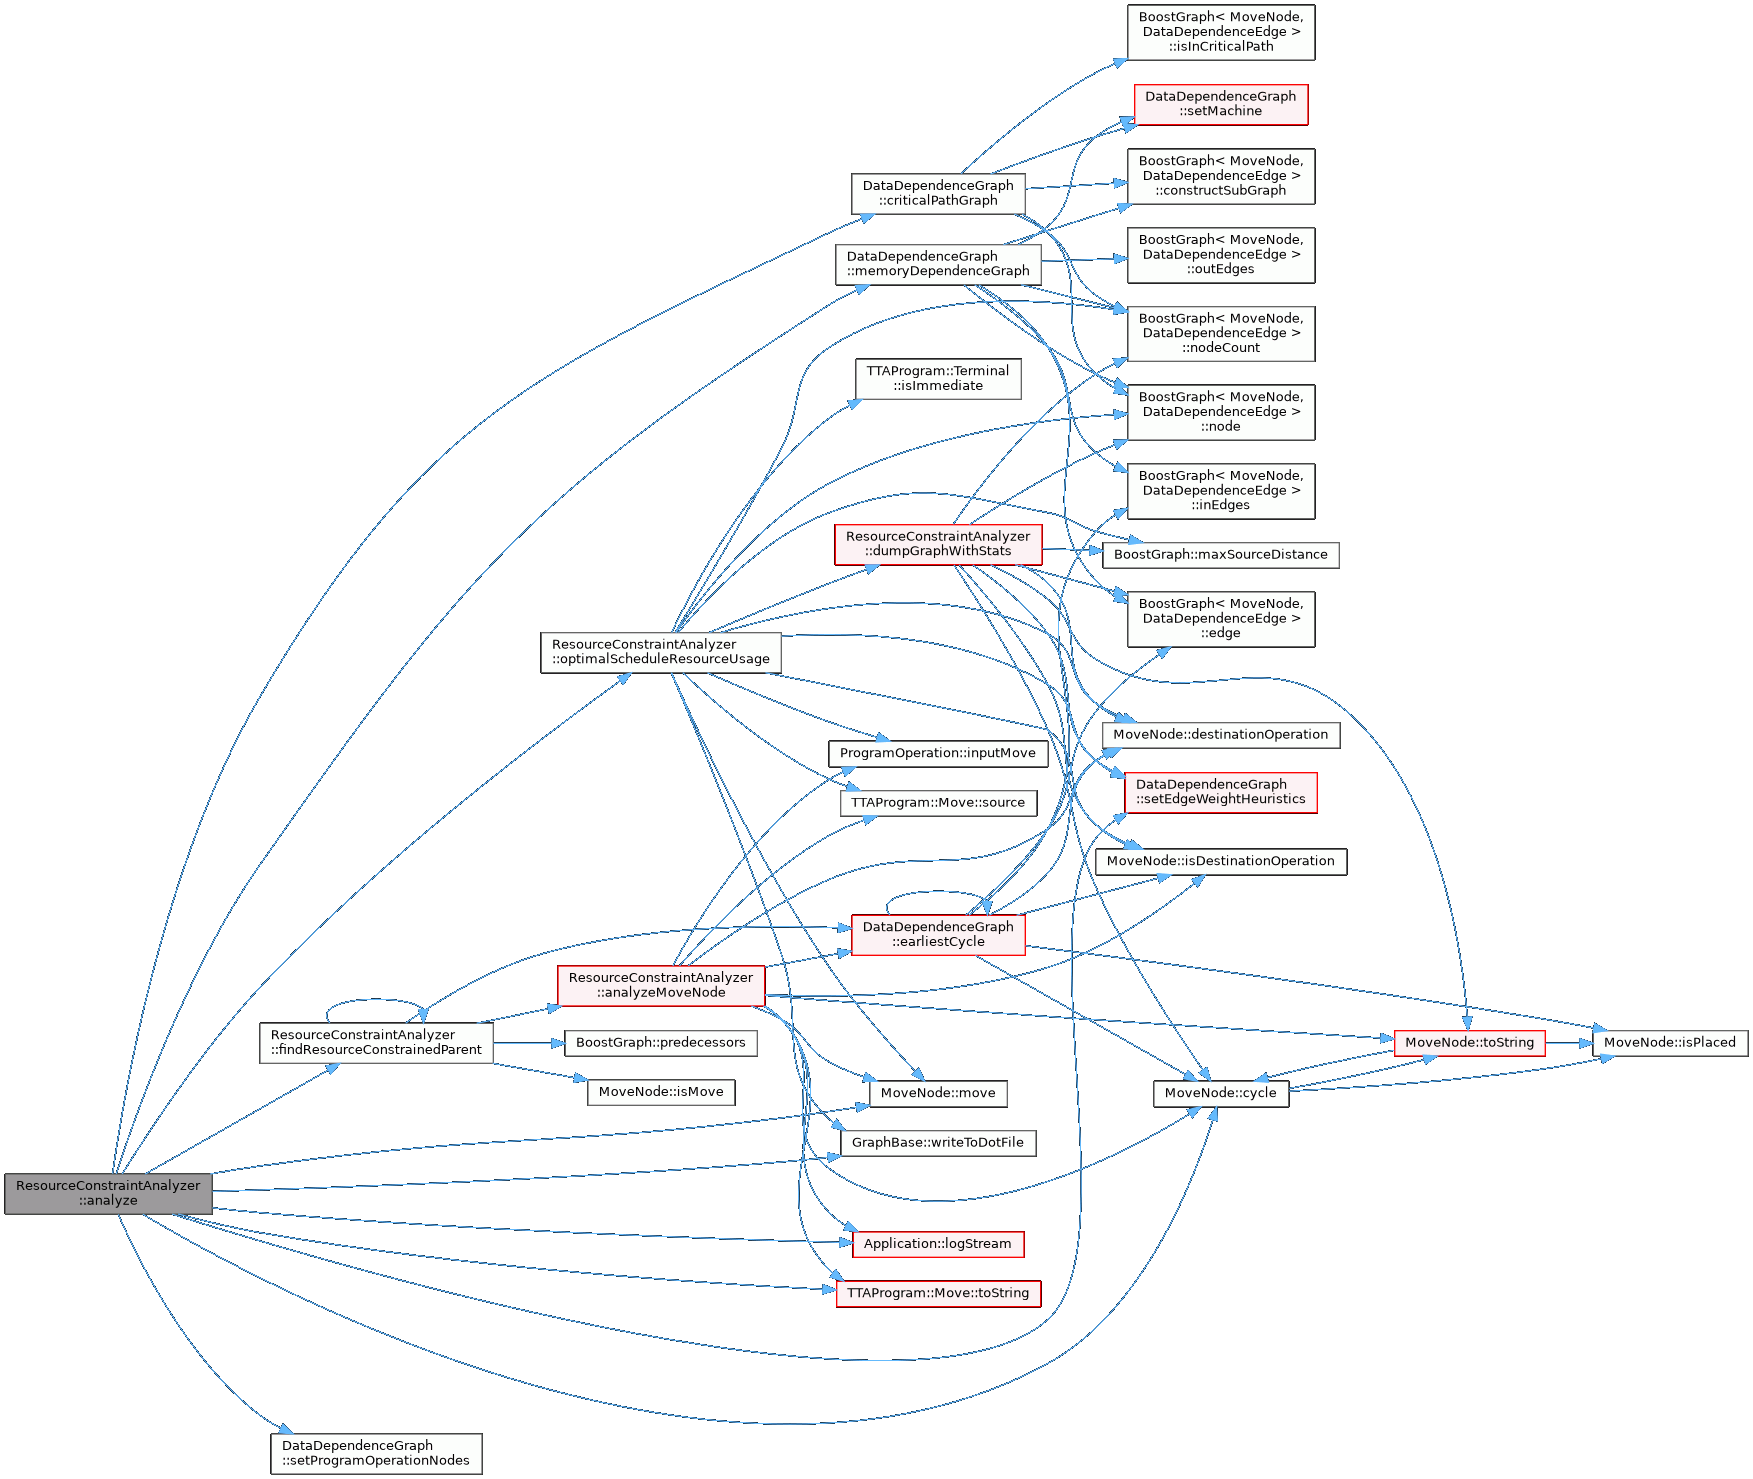 BoostGraph< MoveNode,
DataDependenceEdge >
::isInCriticalPath
DataDependenceGraph
::setMachine
BoostGraph< MoveNode,
DataDependenceEdge >
::constructSubGraph
DataDependenceGraph
::criticalPathGraph
BoostGraph< MoveNode,
DataDependenceEdge >
::outEdges
DataDependenceGraph
::memoryDependenceGraph
BoostGraph< MoveNode,
DataDependenceEdge >
::nodeCount
TTAProgram::Terminal
::isImmediate
BoostGraph< MoveNode,
DataDependenceEdge >
::node
BoostGraph< MoveNode,
DataDependenceEdge >
::inEdges
ResourceConstraintAnalyzer
::dumpGraphWithStats
BoostGraph::maxSourceDistance
BoostGraph< MoveNode,
DataDependenceEdge >
::edge
ResourceConstraintAnalyzer
::optimalScheduleResourceUsage
MoveNode::destinationOperation
ProgramOperation::inputMove
DataDependenceGraph
::setEdgeWeightHeuristics
TTAProgram::Move::source
MoveNode::isDestinationOperation
DataDependenceGraph
::earliestCycle
ResourceConstraintAnalyzer
::analyzeMoveNode
ResourceConstraintAnalyzer
::findResourceConstrainedParent
BoostGraph::predecessors
MoveNode::toString
MoveNode::isPlaced
MoveNode::isMove
MoveNode::move
MoveNode::cycle
GraphBase::writeToDotFile
ResourceConstraintAnalyzer
::analyze
Application::logStream
TTAProgram::Move::toString
DataDependenceGraph
::setProgramOperationNodes